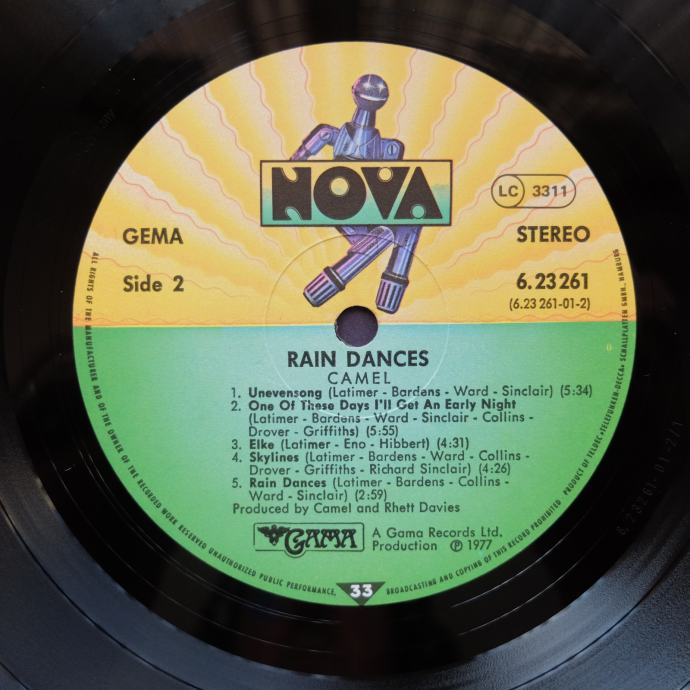 NOVA
LC 3311
GEMA
STEREO
Side 2
6.23261
(6.23 261-01-2)
RAIN DANCES
CAMEL
1. Unevensong (Latimer - Bardens - Ward - Sinclair) (5:34)
2. One Of These Days I'll Get An Early Night
(Latimer - Bardens - Ward - Sinclair - Collins -
Drover - Griffiths) (5:55)
3. Elke (Latimer - Eno - Hibbert) (4:31)
4. Skylines (Latimer - Bardens - Ward - Collins -
Drover - Griffiths - Richard Sinclair) (4:26)
5. Rain Dances (Latimer - Bardens - Collins -
Ward - Sinclair) (2:59)
Produced by Camel and Rhett Davies
GAMA
A Gama Records Ltd.
Production ℗ 1977
33
ALL RIGHTS OF THE MANUFACTURER AND OF THE OWNER OF THE RECORDED WORK RESERVED UNAUTHORIZED PUBLIC PERFORMANCE, BROADCASTING AND COPYING OF THIS RECORD PROHIBITED · PRODUCT OF TELDEC »TELEFUNKEN-DECCA« SCHALLPLATTEN GMBH., HAMBURG